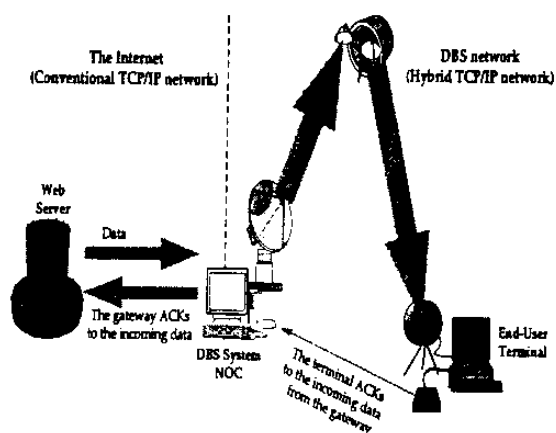 The Internet
(Conventional TCP/IP network)
DBS network
(Hybrid TCP/IP network)
Web
Server
Data
The gateway ACKs
to the incoming data
DBS System
NOC
The terminal ACKs
to the incoming data
from the gateway
End-User
Terminal